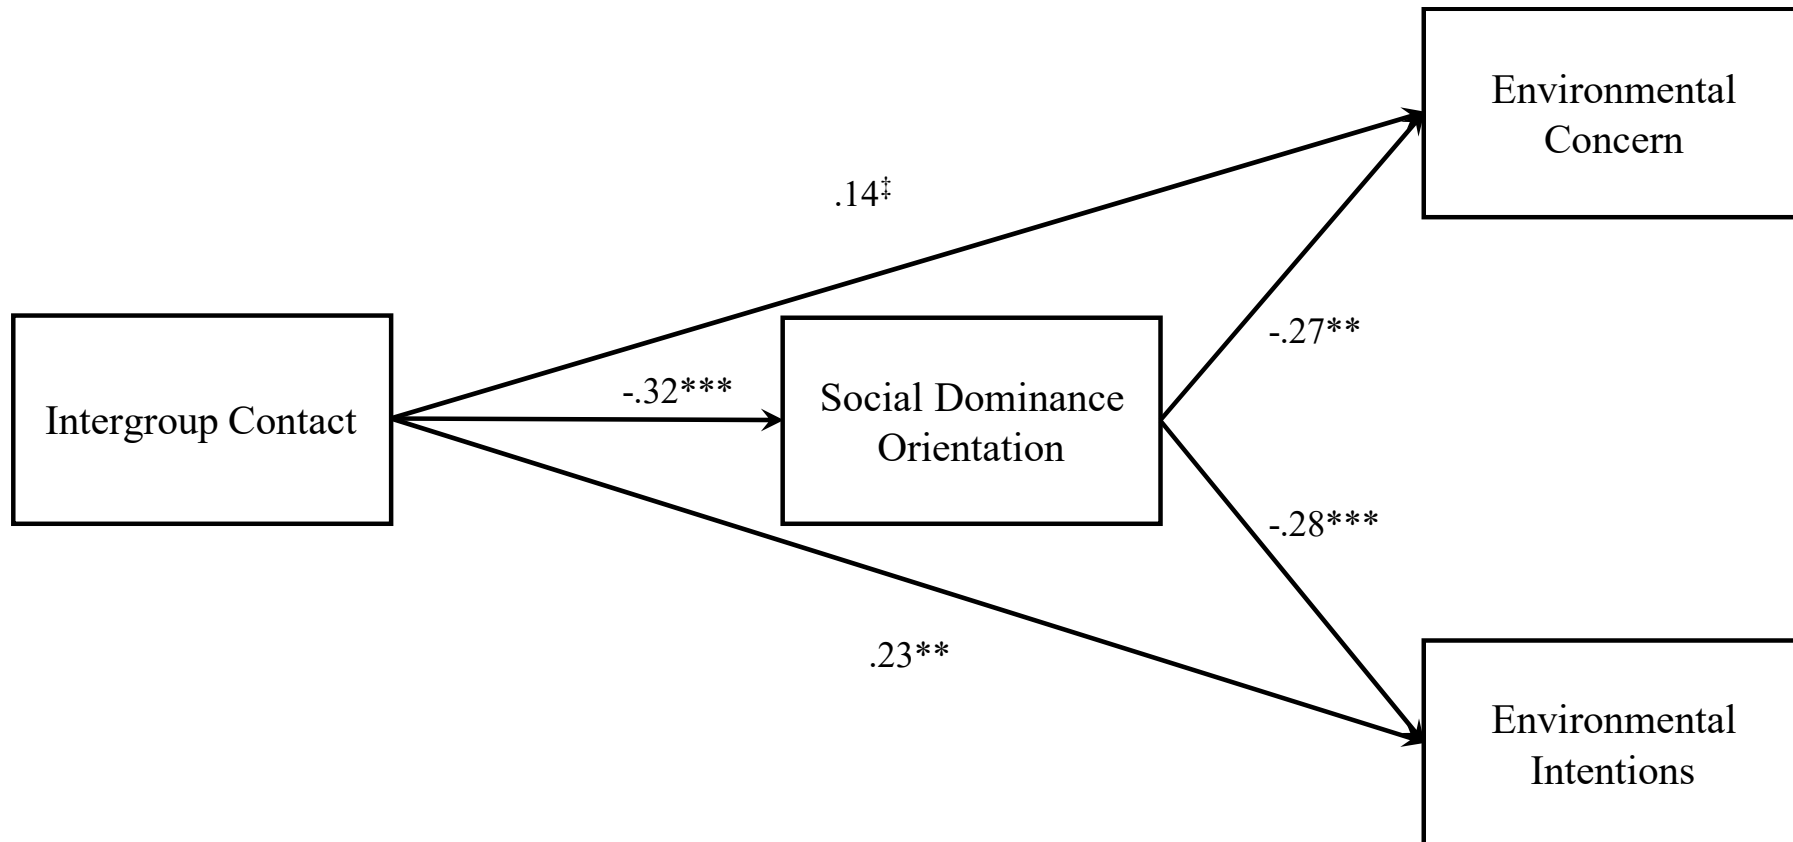 Environmental
Concern
.14‡
-.27**
Intergroup Contact
-.32***
Social Dominance
Orientation
-.28***
.23**
Environmental
Intentions